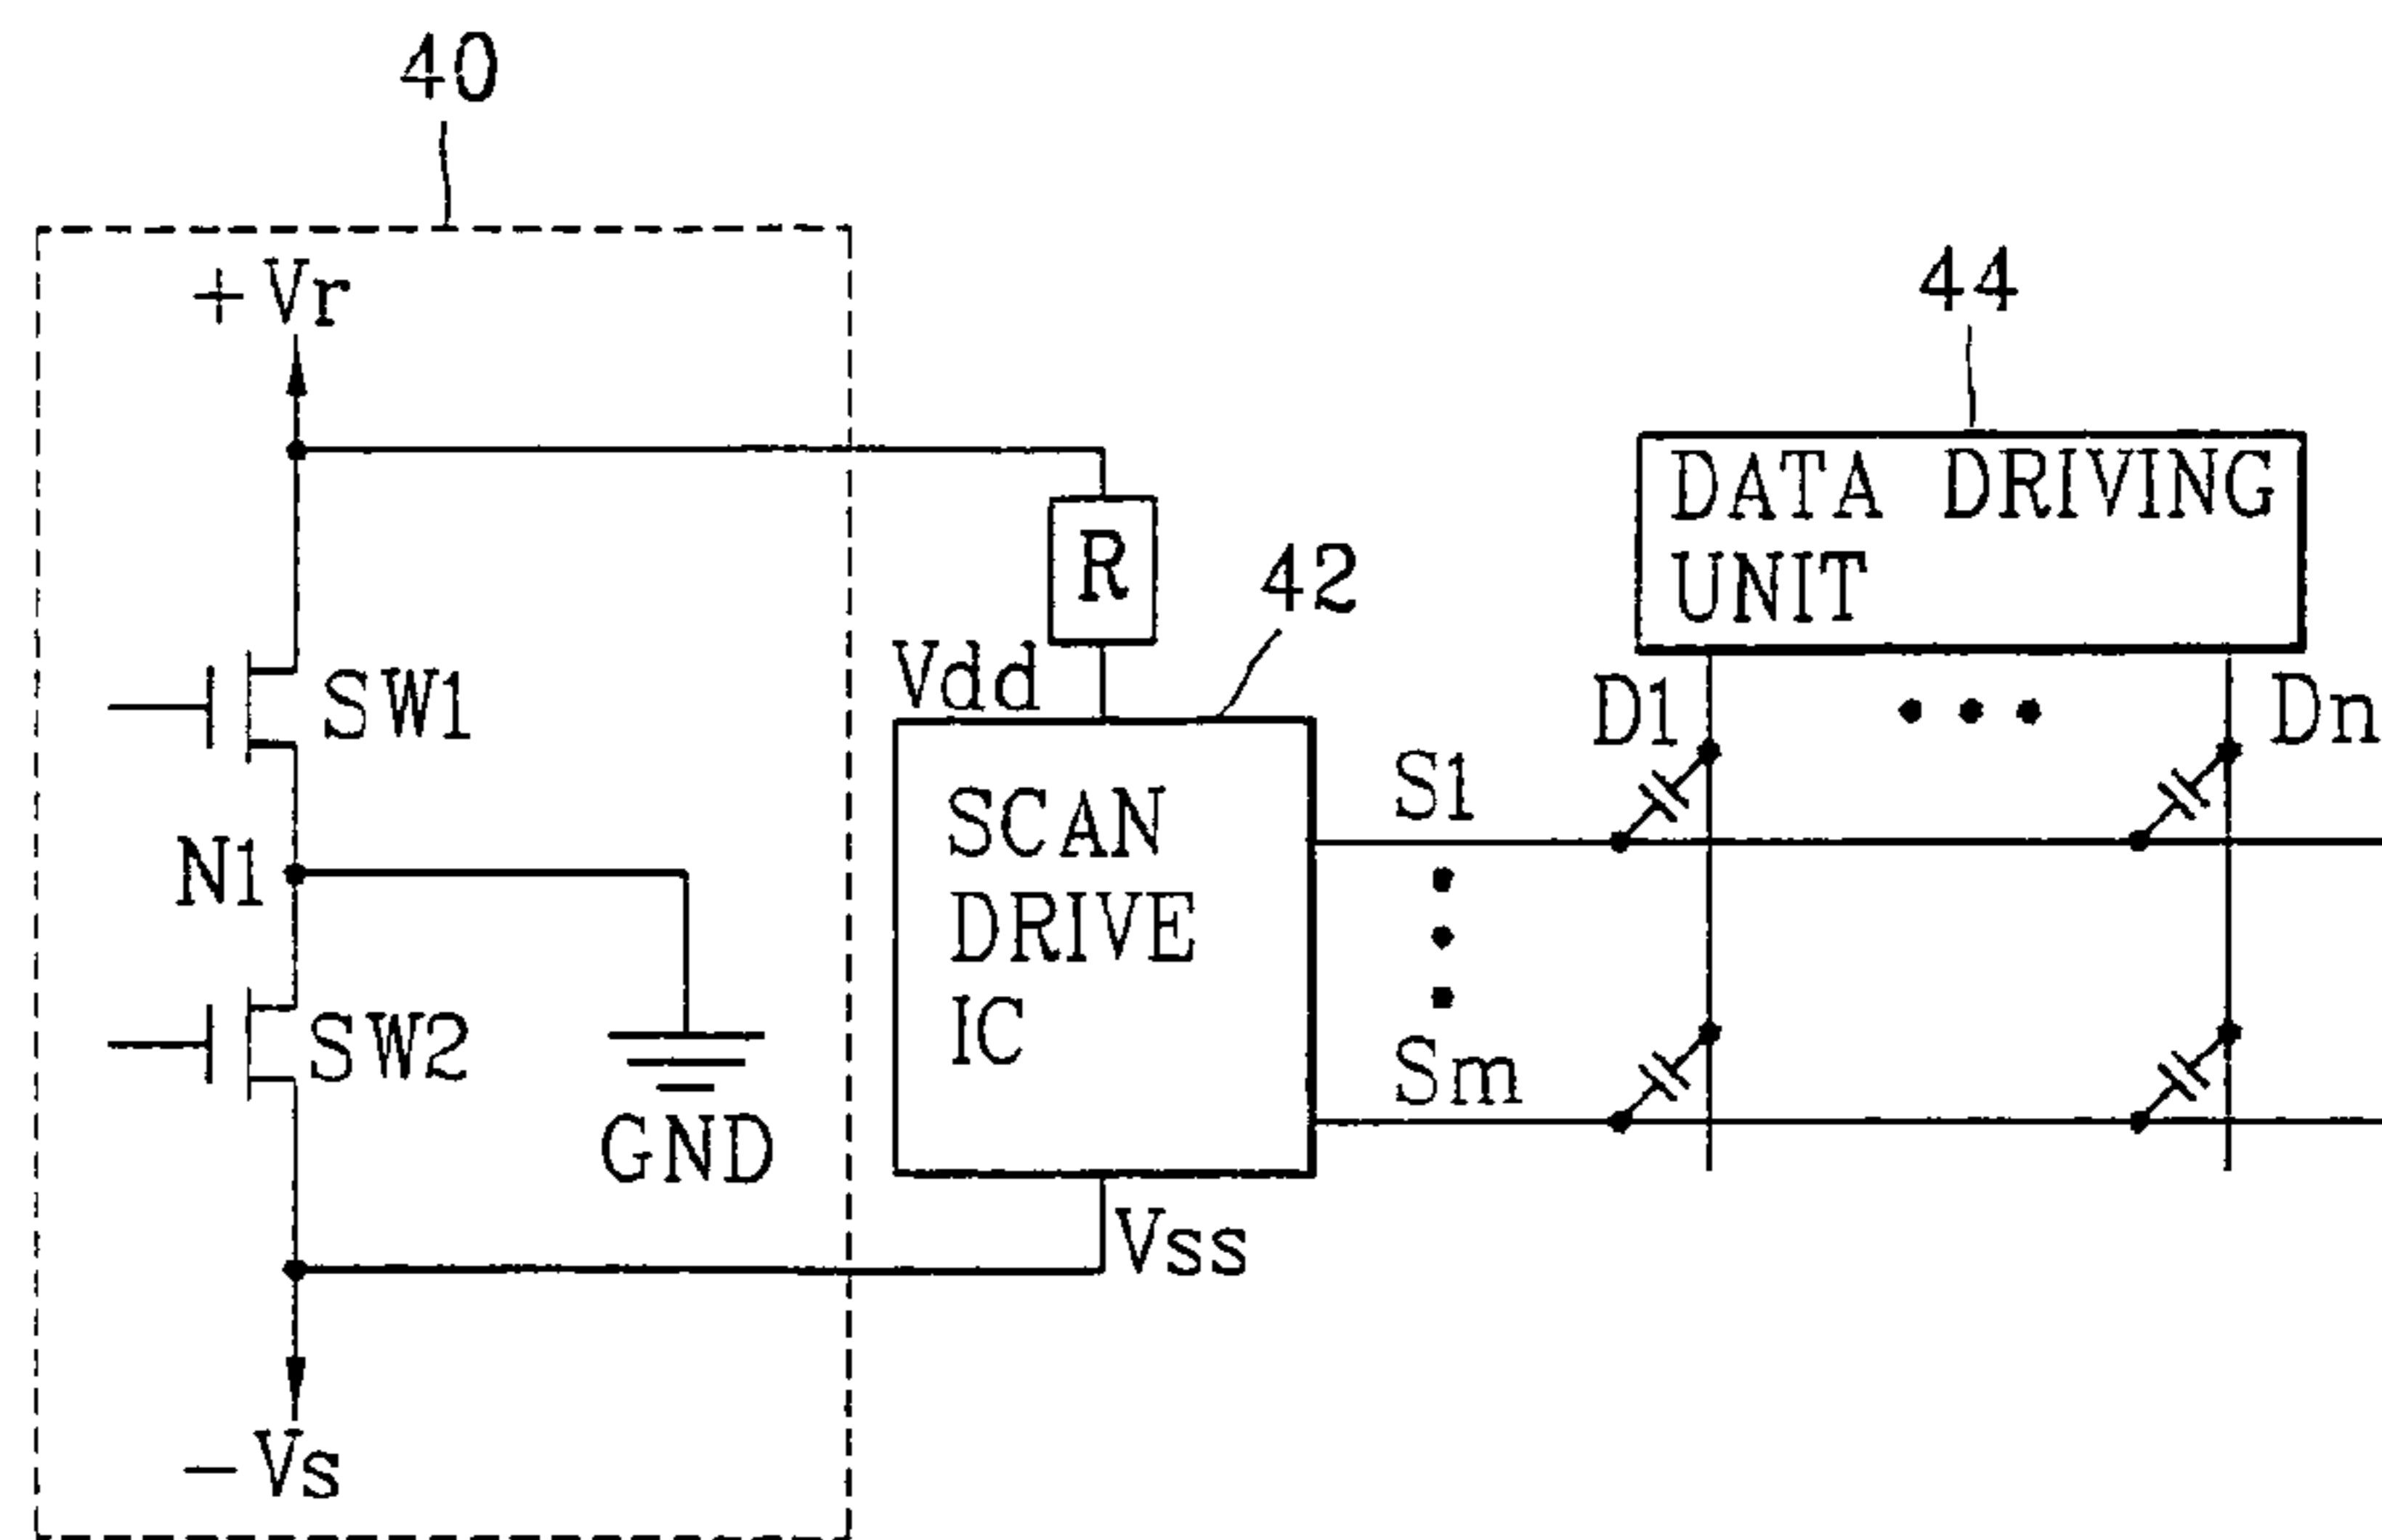 40
+Vr
44
DATA DRIVING
UNIT
R
42
Vdd
SW1
D1
Dn
S1
SCAN
DRIVE
IC
N1
SW2
Sm
GND
Vss
-Vs